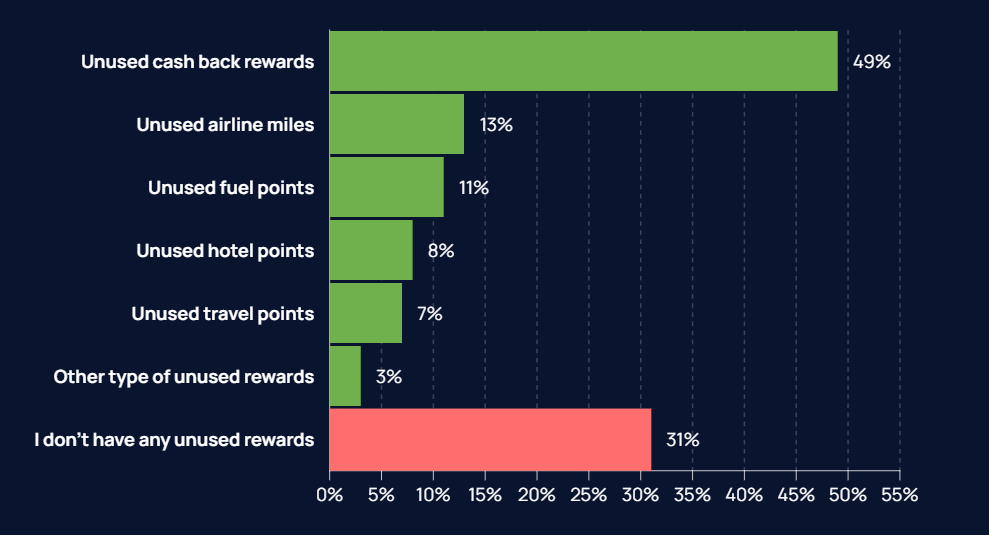 Unused cash back rewards 49%
Unused airline miles 13%
Unused fuel points 11%
Unused hotel points 8%
Unused travel points 7%
Other type of unused rewards 3%
I don't have any unused rewards 31%
0% 5% 10% 15% 20% 25% 30% 35% 40% 45% 50% 55%